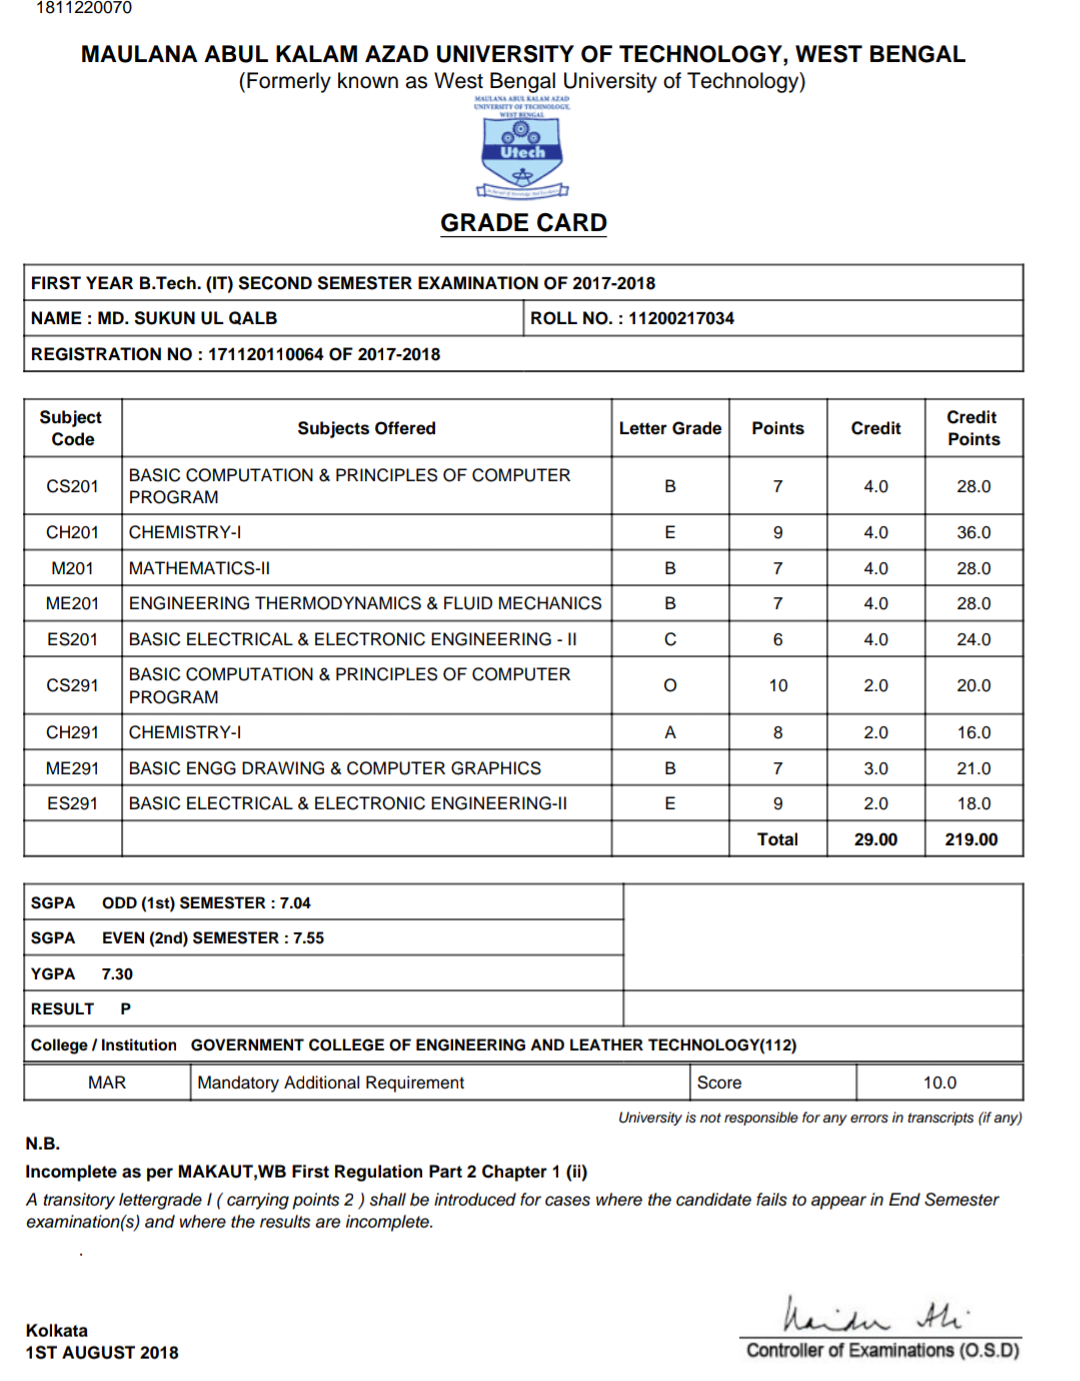 1811220070
MAULANA ABUL KALAM AZAD UNIVERSITY OF TECHNOLOGY, WEST BENGAL
(Formerly known as West Bengal University of Technology)
MAULANA ABUL KALAM AZAD
UNIVERSITY OF TECHNOLOGY,
WEST BENGAL
Utech
GRADE CARD
FIRST YEAR B.Tech. (IT) SECOND SEMESTER EXAMINATION OF 2017-2018
NAME : MD. SUKUN UL QALB ROLL NO. : 11200217034
REGISTRATION NO : 171120110064 OF 2017-2018
Subject Code Subjects Offered Letter Grade Points Credit Credit Points
CS201 BASIC COMPUTATION & PRINCIPLES OF COMPUTER PROGRAM B 7 4.0 28.0
CH201 CHEMISTRY-I E 9 4.0 36.0
M201 MATHEMATICS-II B 7 4.0 28.0
ME201 ENGINEERING THERMODYNAMICS & FLUID MECHANICS B 7 4.0 28.0
ES201 BASIC ELECTRICAL & ELECTRONIC ENGINEERING - II C 6 4.0 24.0
CS291 BASIC COMPUTATION & PRINCIPLES OF COMPUTER PROGRAM O 10 2.0 20.0
CH291 CHEMISTRY-I A 8 2.0 16.0
ME291 BASIC ENGG DRAWING & COMPUTER GRAPHICS B 7 3.0 21.0
ES291 BASIC ELECTRICAL & ELECTRONIC ENGINEERING-II E 9 2.0 18.0
Total 29.00 219.00
SGPA ODD (1st) SEMESTER : 7.04
SGPA EVEN (2nd) SEMESTER : 7.55
YGPA 7.30
RESULT P
College / Institution GOVERNMENT COLLEGE OF ENGINEERING AND LEATHER TECHNOLOGY(112)
MAR Mandatory Additional Requirement Score 10.0
University is not responsible for any errors in transcripts (if any)
N.B.
Incomplete as per MAKAUT,WB First Regulation Part 2 Chapter 1 (ii)
A transitory lettergrade I ( carrying points 2 ) shall be introduced for cases where the candidate fails to appear in End Semester
examination(s) and where the results are incomplete.
.
Kolkata
1ST AUGUST 2018
Controller of Examinations (O.S.D)